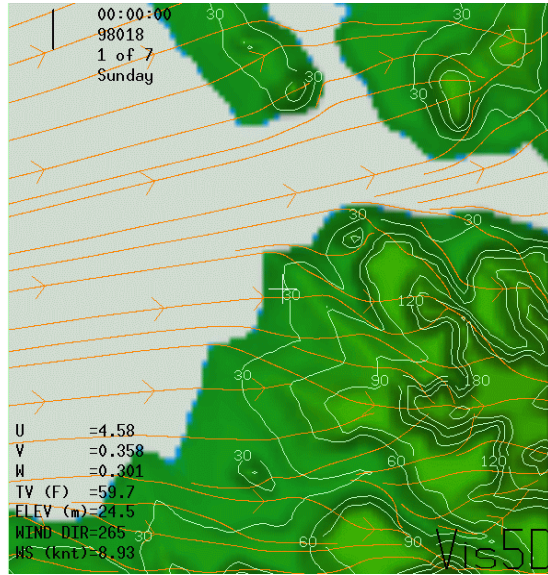 00:00:00
98018
1 of 7
Sunday
30
30
30
30
30
30
30
120
30
90
180
60
120
30
60
30
U =4.58
V =0.358
W =0.301
TV (F) =59.7
ELEV (m)=24.5
WIND DIR=265
WS (knt)=8.93
Vis5D